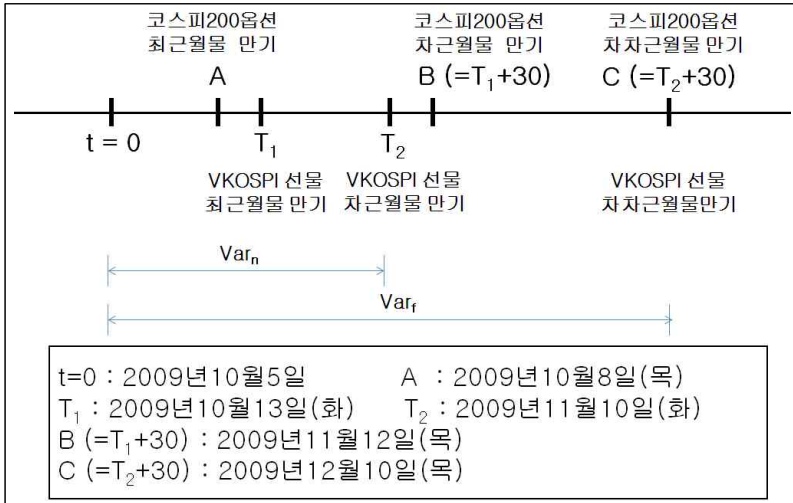 코스피200옵션 코스피200옵션 코스피200옵션
최근월물 만기 차근월물 만기 차차근월물 만기
A B (=T₁+30) C (=T₂+30)
t = 0 T₁ T₂
VKOSPI 선물 VKOSPI 선물 VKOSPI 선물
최근월물 만기 차근월물 만기 차차근월물만기
Varₙ
Var_f
t=0 : 2009년10월5일 A : 2009년10월8일(목)
T₁ : 2009년10월13일(화) T₂ : 2009년11월10일(화)
B (=T₁+30) : 2009년11월12일(목)
C (=T₂+30) : 2009년12월10일(목)